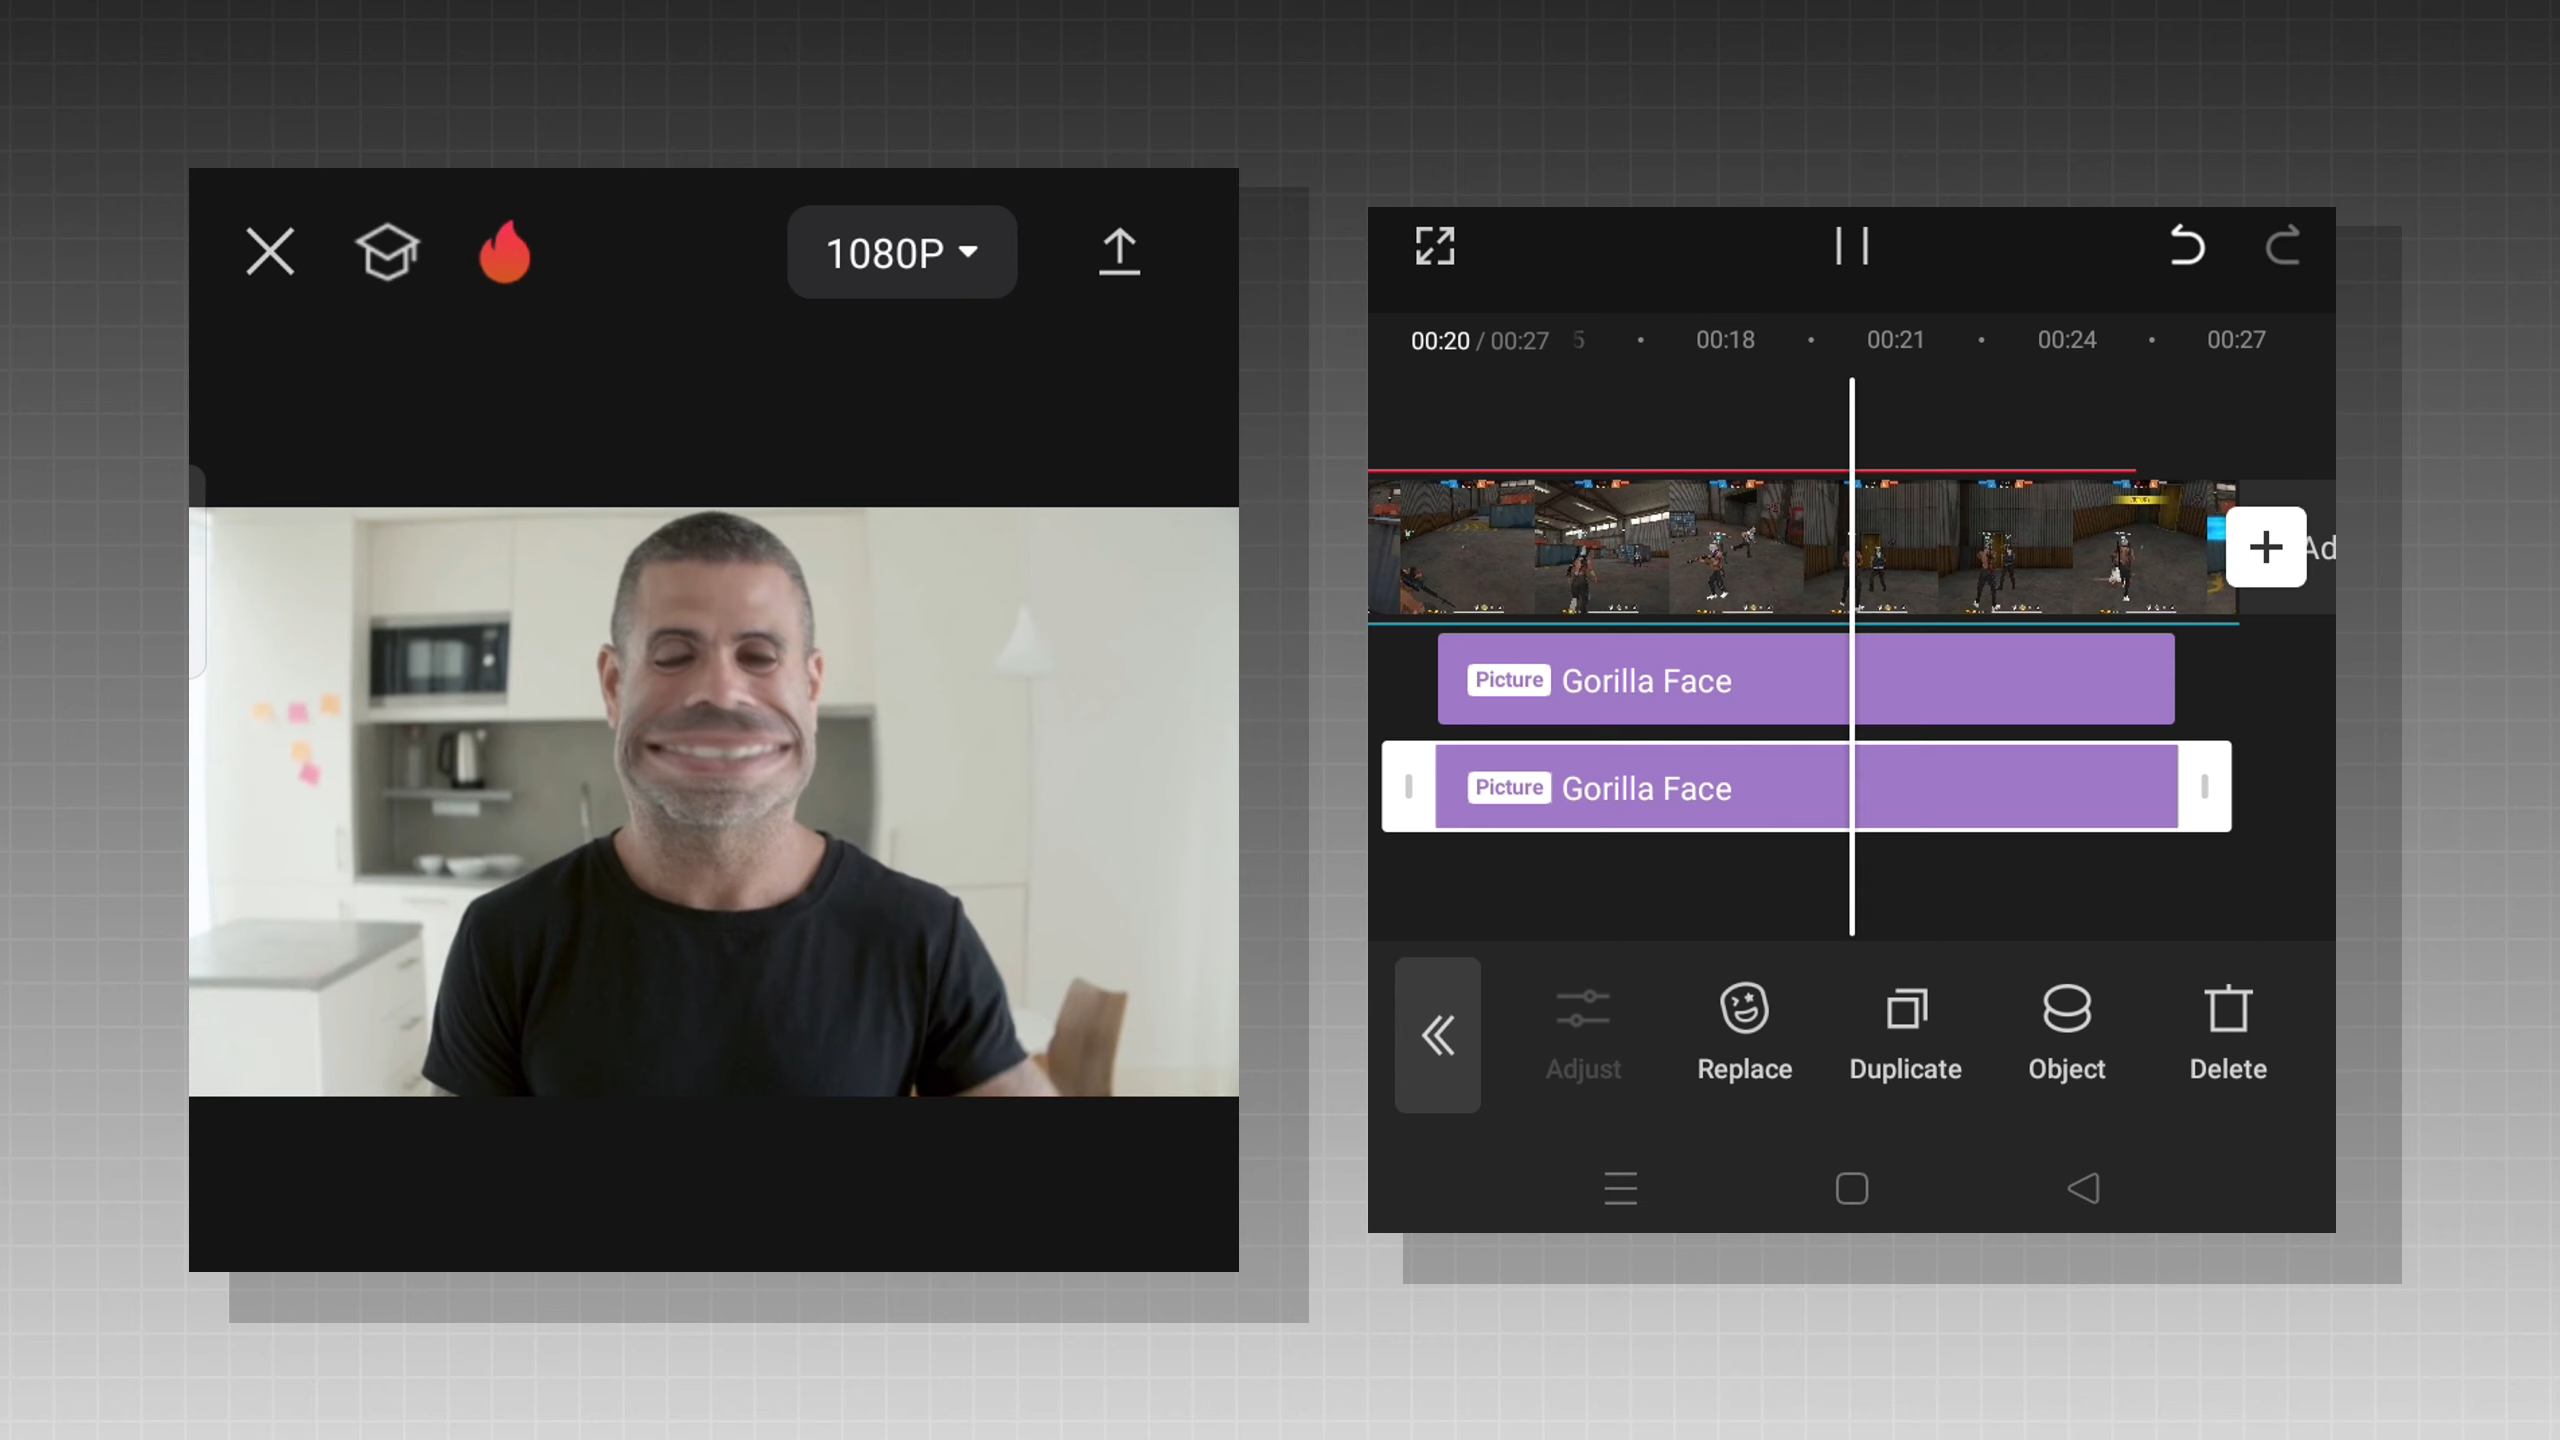 1080P
00:20 / 00:27 5 00:18 00:21 00:24 00:27
Ad
Picture Gorilla Face
Picture Gorilla Face
Adjust Replace Duplicate Object Delete